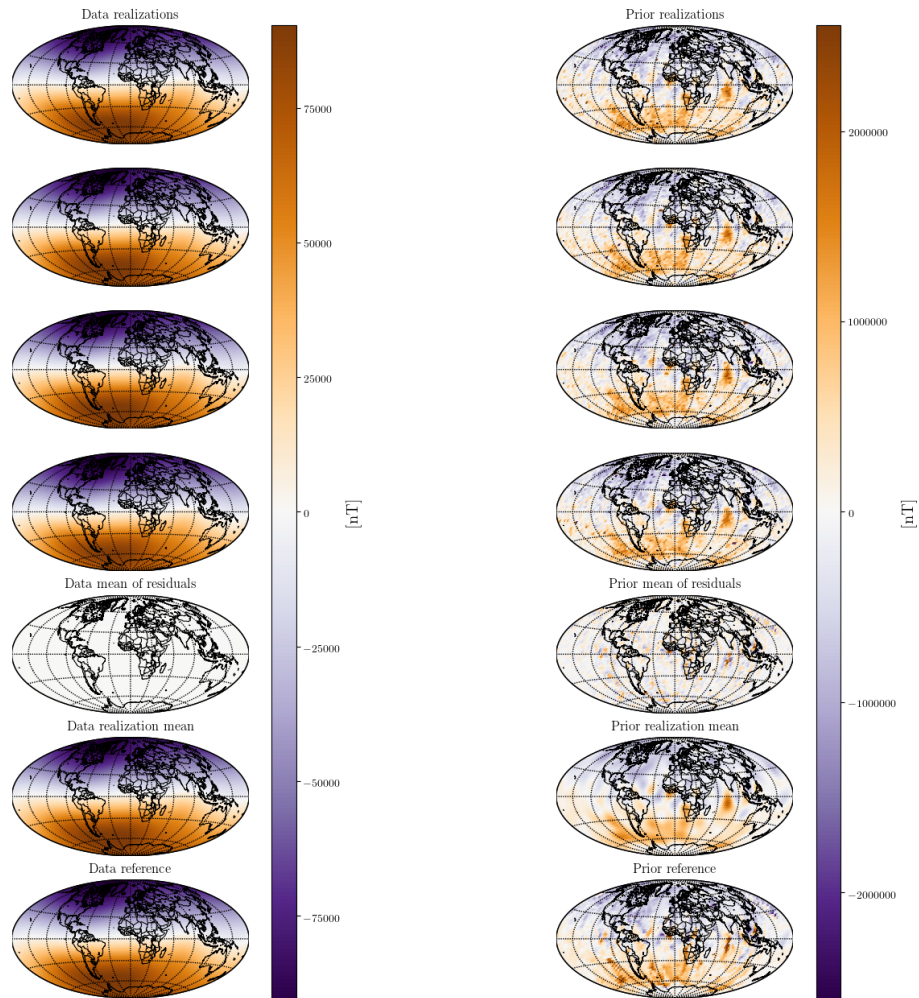 Data realizations
Data mean of residuals
Data realization mean
Data reference
75000
50000
25000
0
−25000
−50000
−75000
[nT]
Prior realizations
Prior mean of residuals
Prior realization mean
Prior reference
2000000
1000000
0
−1000000
−2000000
[nT]